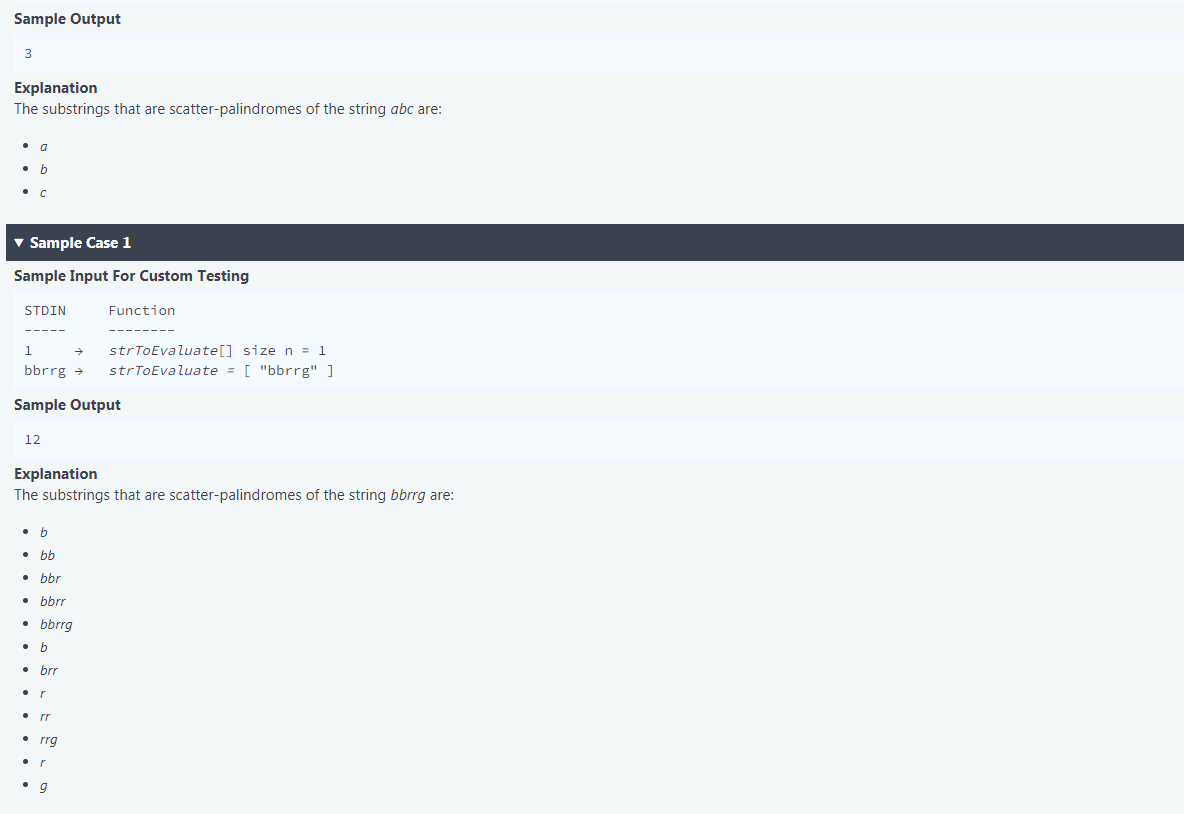 Sample Output
3
Explanation
The substrings that are scatter-palindromes of the string abc are:
• a
• b
• c
▼ Sample Case 1
Sample Input For Custom Testing
STDIN Function
----- --------
1 → strToEvaluate[] size n = 1
bbrrg → strToEvaluate = [ "bbrrg" ]
Sample Output
12
Explanation
The substrings that are scatter-palindromes of the string bbrrg are:
• b
• bb
• bbr
• bbrr
• bbrrg
• b
• brr
• r
• rr
• rrg
• r
• g